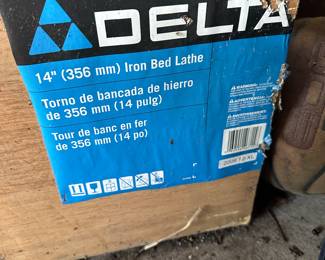 DELTA
14" (356 mm) Iron Bed Lathe
Torno de bancada de hierro
de 356 mm (14 pulg)
Tour de banc en fer
de 356 mm (14 po)